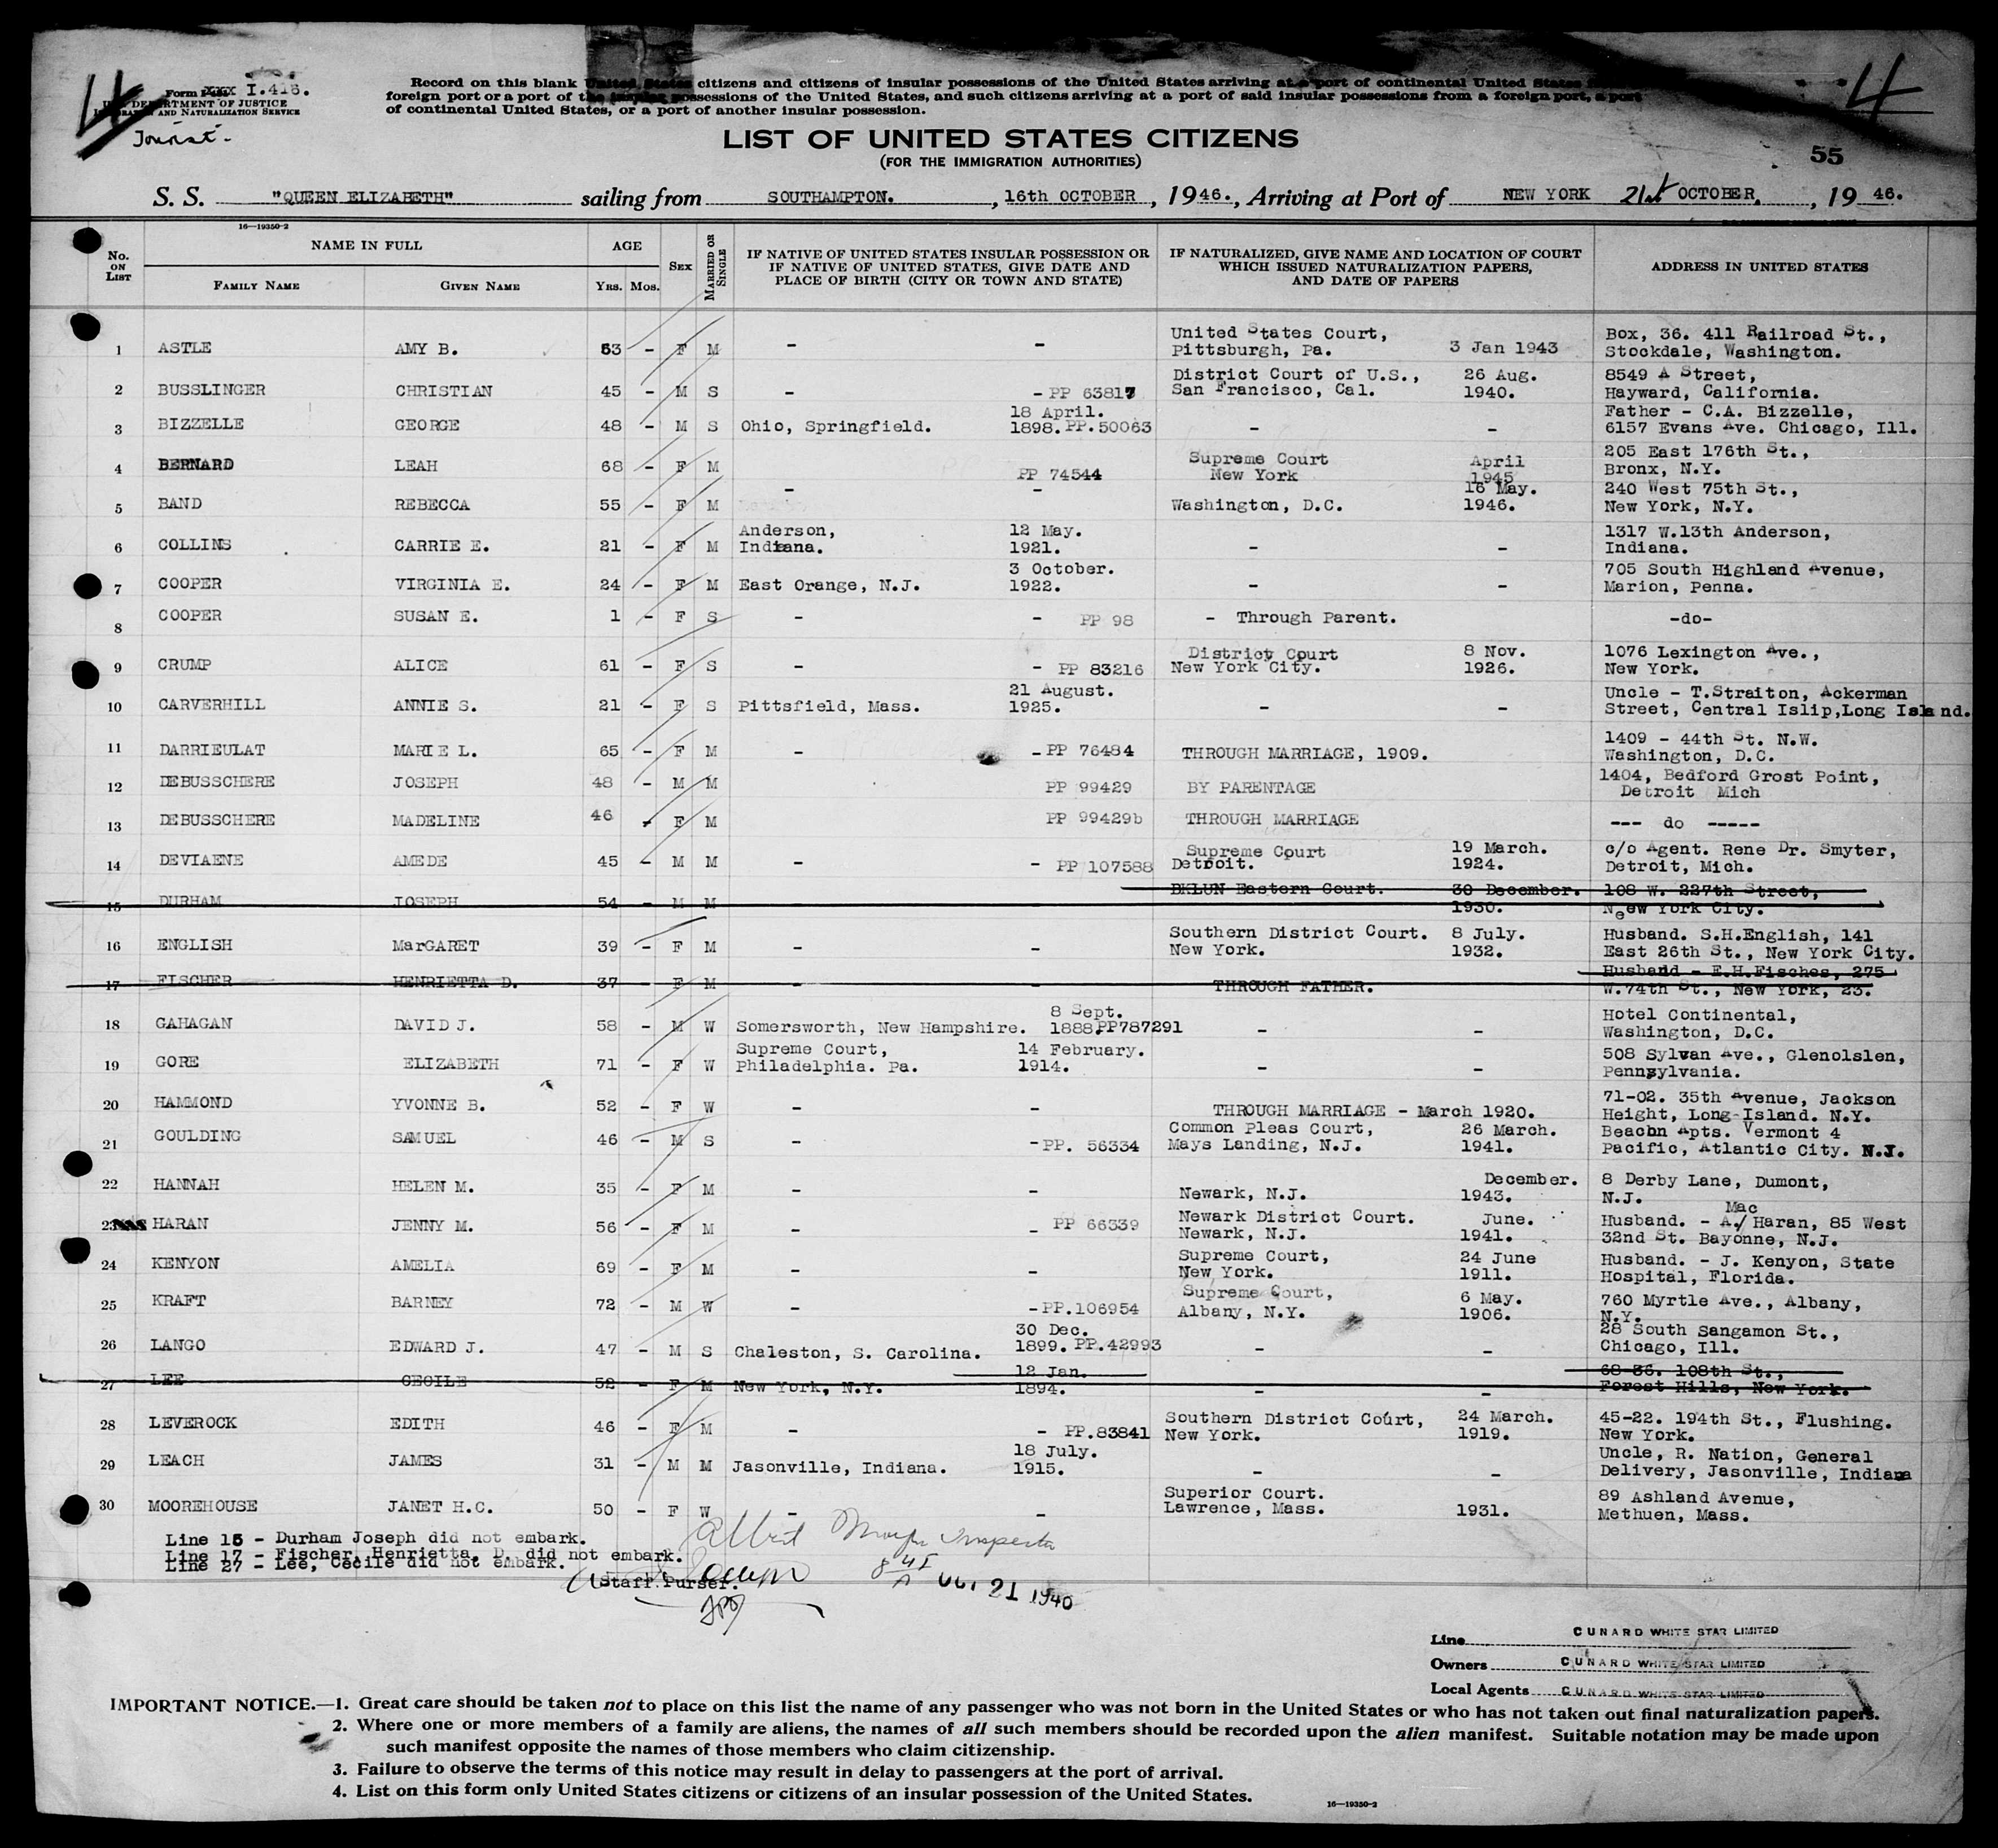 4
Form I-415.
U.S. DEPARTMENT OF JUSTICE
IMMIGRATION AND NATURALIZATION SERVICE
Tourist-
Record on this blank United States citizens and citizens of insular possessions of the United States arriving at a port of continental United States
foreign port or a port of the insular possessions of the United States, and such citizens arriving at a port of said insular possessions from a foreign port, a port
of continental United States, or a port of another insular possession.
4
LIST OF UNITED STATES CITIZENS
(FOR THE IMMIGRATION AUTHORITIES)
55
S. S. "QUEEN ELIZABETH" sailing from SOUTHAMPTON. , 16th OCTOBER , 1946., Arriving at Port of NEW YORK 21st OCTOBER, , 19 46.
16-19350-2
No. ON LIST NAME IN FULL FAMILY NAME GIVEN NAME AGE YRS. MOS. SEX MARRIED OR SINGLE
IF NATIVE OF UNITED STATES INSULAR POSSESSION OR IF NATIVE OF UNITED STATES, GIVE DATE AND PLACE OF BIRTH (CITY OR TOWN AND STATE)
IF NATURALIZED, GIVE NAME AND LOCATION OF COURT WHICH ISSUED NATURALIZATION PAPERS, AND DATE OF PAPERS
ADDRESS IN UNITED STATES
1 ASTLE AMY B. 53 - F M - - United States Court, Pittsburgh, Pa. 3 Jan 1943 Box, 36. 411 Railroad St., Stockdale, Washington.
2 BUSSLINGER CHRISTIAN 45 - M S - - PP 63817 District Court of U.S., San Francisco, Cal. 26 Aug. 1940. 8549 A Street, Hayward, California.
3 BIZZELLE GEORGE 48 - M S Ohio, Springfield. 18 April. 1898. PP.50063 - - Father - C.A. Bizzelle, 6157 Evans Ave. Chicago, Ill.
4 BERNARD LEAH 68 - F M PP 74544 Supreme Court New York April 1945 205 East 176th St., Bronx, N.Y.
5 BAND REBECCA 55 - F M - - Washington, D.C. 16 May. 1946. 240 West 75th St., New York, N.Y.
6 COLLINS CARRIE E. 21 - F M Anderson, Indiana. 12 May. 1921. - - 1317 W.13th Anderson, Indiana.
7 COOPER VIRGINIA E. 24 - F M East Orange, N.J. 3 October. 1922. - - 705 South Highland Avenue, Marion, Penna.
8 COOPER SUSAN E. 1 - F S - - PP 98 - Through Parent. -do-
9 CRUMP ALICE 61 - F S - - PP 83216 District Court New York City. 8 Nov. 1926. 1076 Lexington Ave., New York.
10 CARVERHILL ANNIE S. 21 - F S Pittsfield, Mass. 21 August. 1925. - - Uncle - T.Straiton, Ackerman Street, Central Islip,Long Island.
11 DARRIEULAT MARIE L. 65 - F M - - PP 76484 THROUGH MARRIAGE, 1909. 1409 - 44th St. N.W. Washington, D.C.
12 DEBUSSCHERE JOSEPH 48 - M M PP 99429 BY PARENTAGE 1404, Bedford Grost Point, Detroit Mich
13 DEBUSSCHERE MADELINE 46 - F M PP 99429b THROUGH MARRIAGE --- do -----
14 DEVIAENE AMEDE 45 - M M - - PP 107588 Supreme Court Detroit. 19 March. 1924. c/o Agent. Rene Dr. Smyter, Detroit, Mich.
15 DURHAM JOSEPH 54 - M M - - BKLUN Eastern Court. 30 December. 1930. 108 W. 227th Street, Neew York City.
16 ENGLISH MarGARET 39 - F M - - Southern District Court. New York. 8 July. 1932. Husband. S.H.English, 141 East 26th St., New York City.
17 FISCHER HENRIETTA D. 37 - F M - - THROUGH FATHER. Husband - E.H.Fisches, 275 W.74th St., New York, 23.
18 GAHAGAN DAVID J. 58 - M W Somersworth, New Hampshire. 8 Sept. 1888.PP787291 - - Hotel Continental, Washington, D.C.
19 GORE ELIZABETH 71 - F W Supreme Court, Philadelphia. Pa. 14 February. 1914. - - 508 Sylvan Ave., Glenolslen, Pennsylvania.
20 HAMMOND YVONNE B. 52 - F W - - THROUGH MARRIAGE - March 1920. 71-02. 35th Avenue, Jackson Height, Long-Island. N.Y.
21 GOULDING SAMUEL 46 - M S - -PP. 56334 Common Pleas Court, Mays Landing, N.J. 26 March. 1941. Beacon Apts. Vermont 4 Pacific, Atlantic City. N.J.
22 HANNAH HELEN M. 35 - F M - - Newark, N.J. December. 1943. 8 Derby Lane, Dumont, N.J.
23 HARAN JENNY M. 56 - F M - - PP 66339 Newark District Court. Newark, N.J. June. 1941. Husband. - A./ Mac Haran, 85 West 32nd St. Bayonne, N.J.
24 KENYON AMELIA 69 - F M - - Supreme Court, New York. 24 June 1911. Husband. - J. Kenyon, State Hospital, Florida.
25 KRAFT BARNEY 72 - M W - -PP.106954 Supreme Court, Albany, N.Y. 6 May. 1906. 760 Myrtle Ave., Albany, N.Y.
26 LANGO EDWARD J. 47 - M S Chaleston, S. Carolina. 30 Dec. 1899. PP.42993 - - 28 South Sangamon St., Chicago, Ill.
27 LEE CECILE 52 - F M New York, N.Y. 12 Jan. 1894. - - 68-36. 108th St., Forest Hills, New York.
28 LEVEROCK EDITH 46 - F M - - PP.83841 Southern District Court, New York. 24 March. 1919. 45-22. 194th St., Flushing. New York.
29 LEACH JAMES 31 - M M Jasonville, Indiana. 18 July. 1915. - - Uncle, R. Nation, General Delivery, Jasonville, Indiana
30 MOOREHOUSE JANET H.C. 50 - F W - - Superior Court. Lawrence, Mass. 1931. 89 Ashland Avenue, Methuen, Mass.
Line 15 - Durham Joseph did not embark.
Line 17 - Fischer, Henrietta, D. did not embark.
Line 27 - Lee, Cecile did not embark.
Albert Inspector
Staff Purser.
21 1940
Line CUNARD WHITE STAR LIMITED
Owners CUNARD WHITE STAR LIMITED
Local Agents CUNARD WHITE STAR LIMITED
IMPORTANT NOTICE.—1. Great care should be taken not to place on this list the name of any passenger who was not born in the United States or who has not taken out final naturalization papers.
2. Where one or more members of a family are aliens, the names of all such members should be recorded upon the alien manifest. Suitable notation may be made upon
such manifest opposite the names of those members who claim citizenship.
3. Failure to observe the terms of this notice may result in delay to passengers at the port of arrival.
4. List on this form only United States citizens or citizens of an insular possession of the United States.
16-19350-2